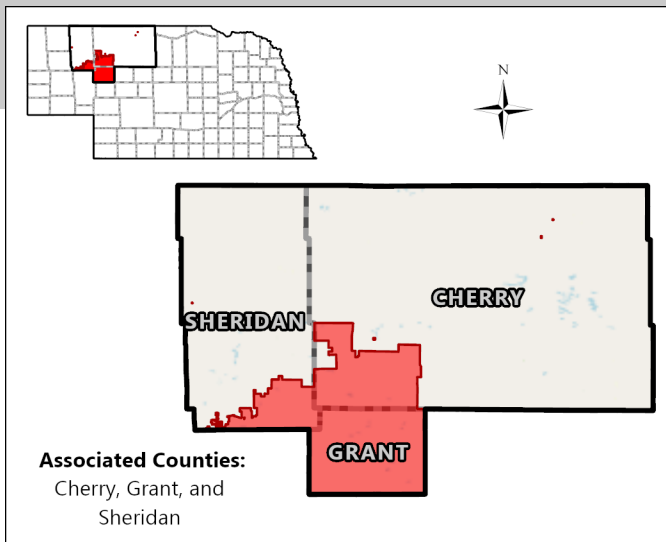 N
SHERIDAN
CHERRY
GRANT
Associated Counties:
Cherry, Grant, and
Sheridan